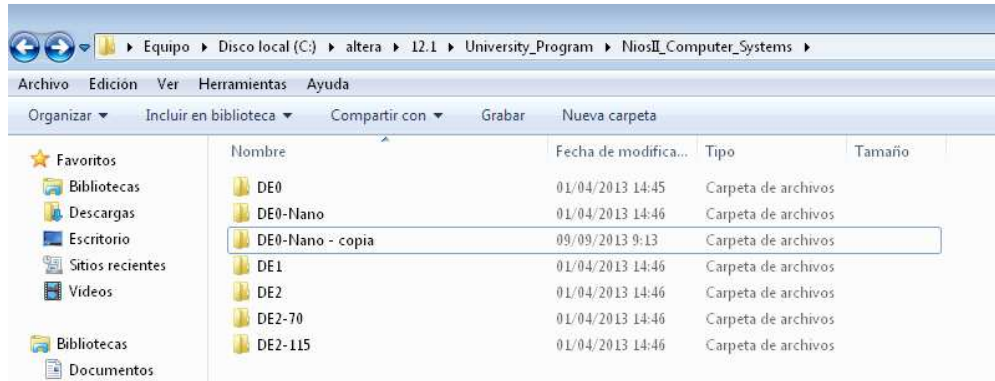 Equipo Disco local (C:) altera 12.1 University_Program NiosII_Computer_Systems
Archivo Edición Ver Herramientas Ayuda
Organizar Incluir en biblioteca Compartir con Grabar Nueva carpeta
Favoritos
Bibliotecas
Descargas
Escritorio
Sitios recientes
Vídeos
Bibliotecas
Documentos
Nombre Fecha de modifica... Tipo Tamaño
DE0 01/04/2013 14:45 Carpeta de archivos
DE0-Nano 01/04/2013 14:46 Carpeta de archivos
DE0-Nano - copia 09/09/2013 9:13 Carpeta de archivos
DE1 01/04/2013 14:46 Carpeta de archivos
DE2 01/04/2013 14:46 Carpeta de archivos
DE2-70 01/04/2013 14:46 Carpeta de archivos
DE2-115 01/04/2013 14:46 Carpeta de archivos